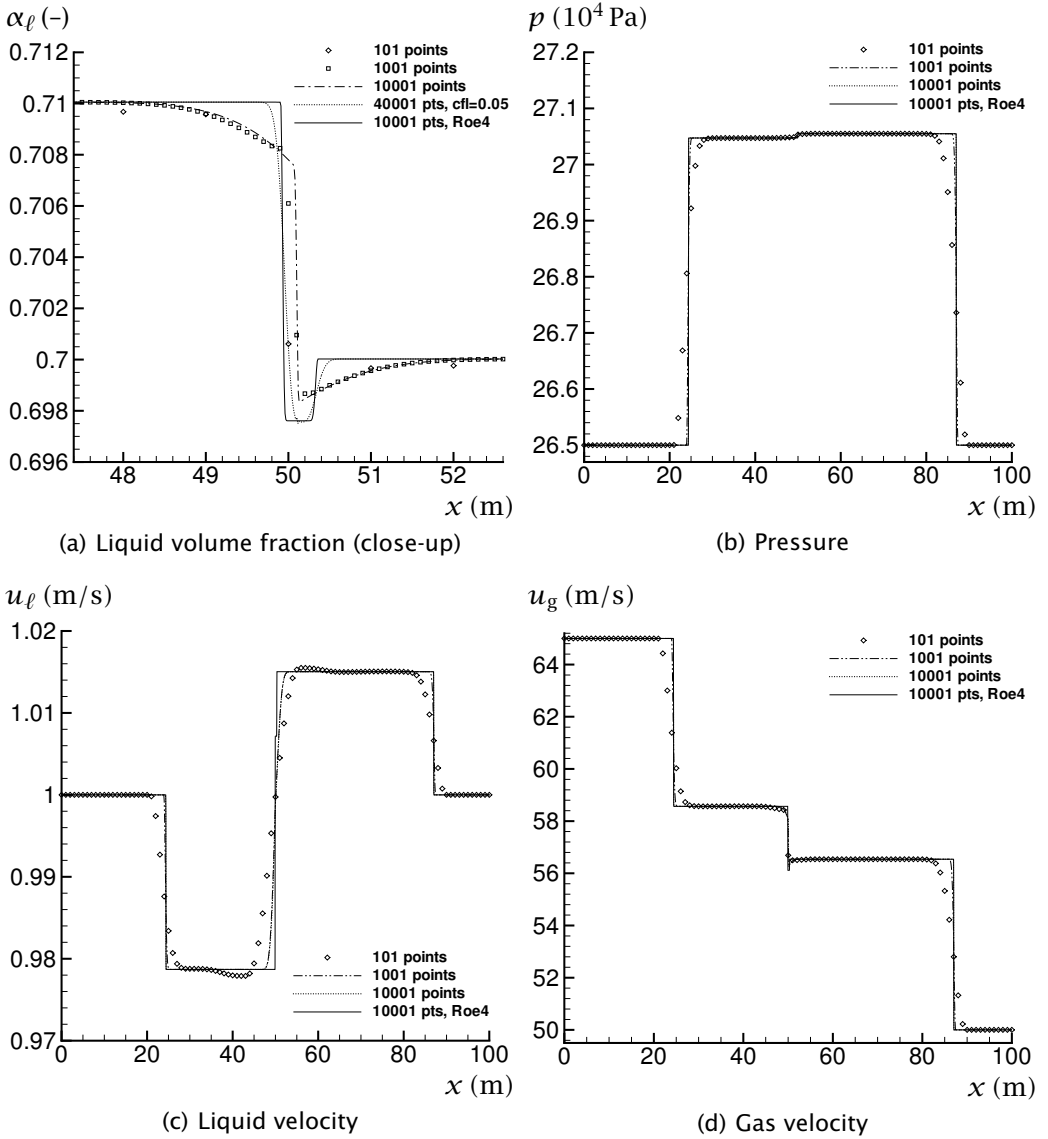 αℓ (–)
0.712
0.71
0.708
0.706
0.704
0.702
0.7
0.698
0.696
48 49 50 51 52
x (m)
101 points
1001 points
10001 points
40001 pts, cfl=0.05
10001 pts, Roe4
(a) Liquid volume fraction (close-up)
p (10⁴ Pa)
27.2
27.1
27
26.9
26.8
26.7
26.6
26.5
0 20 40 60 80 100
x (m)
101 points
1001 points
10001 points
10001 pts, Roe4
(b) Pressure
uℓ (m/s)
1.02
1.01
1
0.99
0.98
0.97
0 20 40 60 80 100
x (m)
101 points
1001 points
10001 points
10001 pts, Roe4
(c) Liquid velocity
ug (m/s)
64
62
60
58
56
54
52
50
0 20 40 60 80 100
x (m)
101 points
1001 points
10001 points
10001 pts, Roe4
(d) Gas velocity